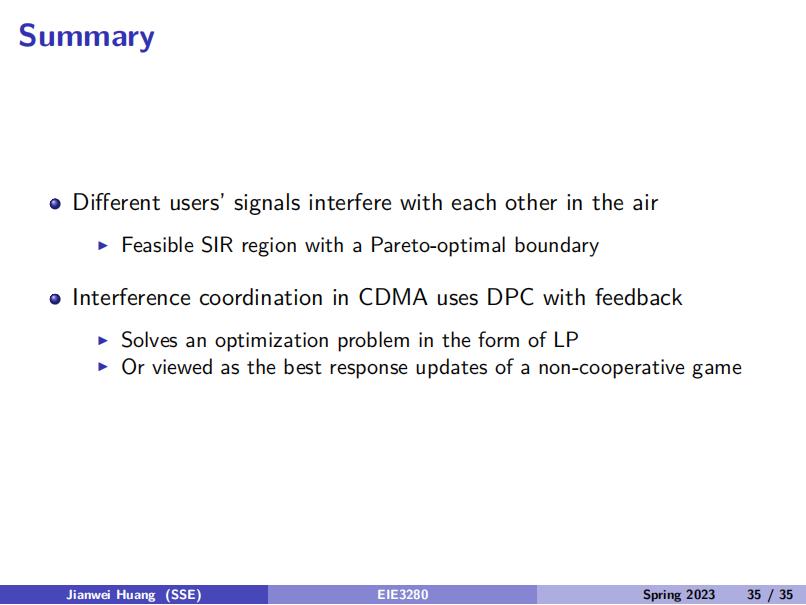 Summary
Different users' signals interfere with each other in the air
Feasible SIR region with a Pareto-optimal boundary
Interference coordination in CDMA uses DPC with feedback
Solves an optimization problem in the form of LP
Or viewed as the best response updates of a non-cooperative game
Jianwei Huang (SSE) EIE3280 Spring 2023 35 / 35